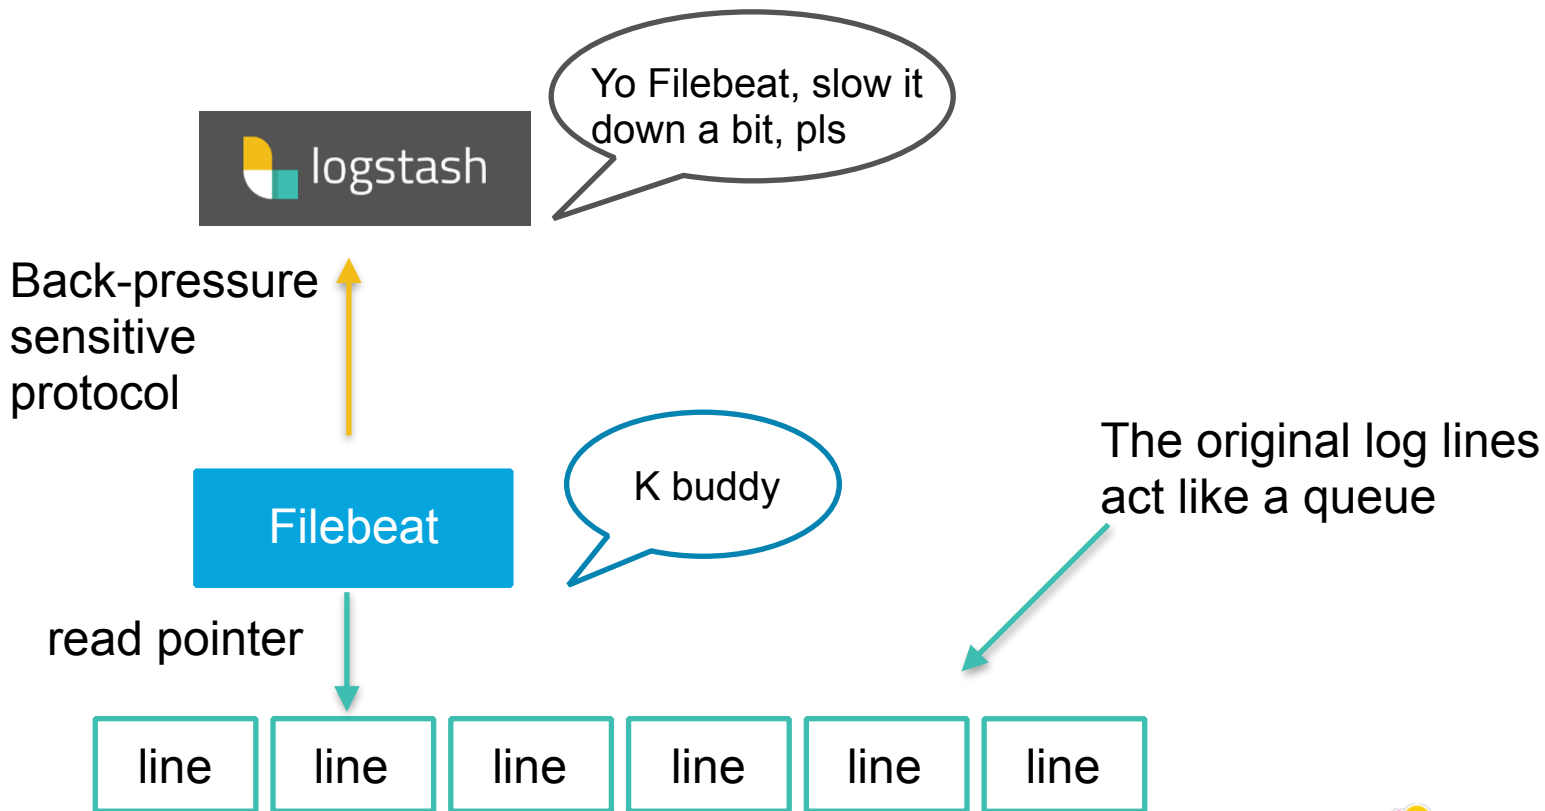 Yo Filebeat, slow it
down a bit, pls
logstash
Back-pressure
sensitive
protocol
Filebeat
K buddy
The original log lines
act like a queue
read pointer
line line line line line line